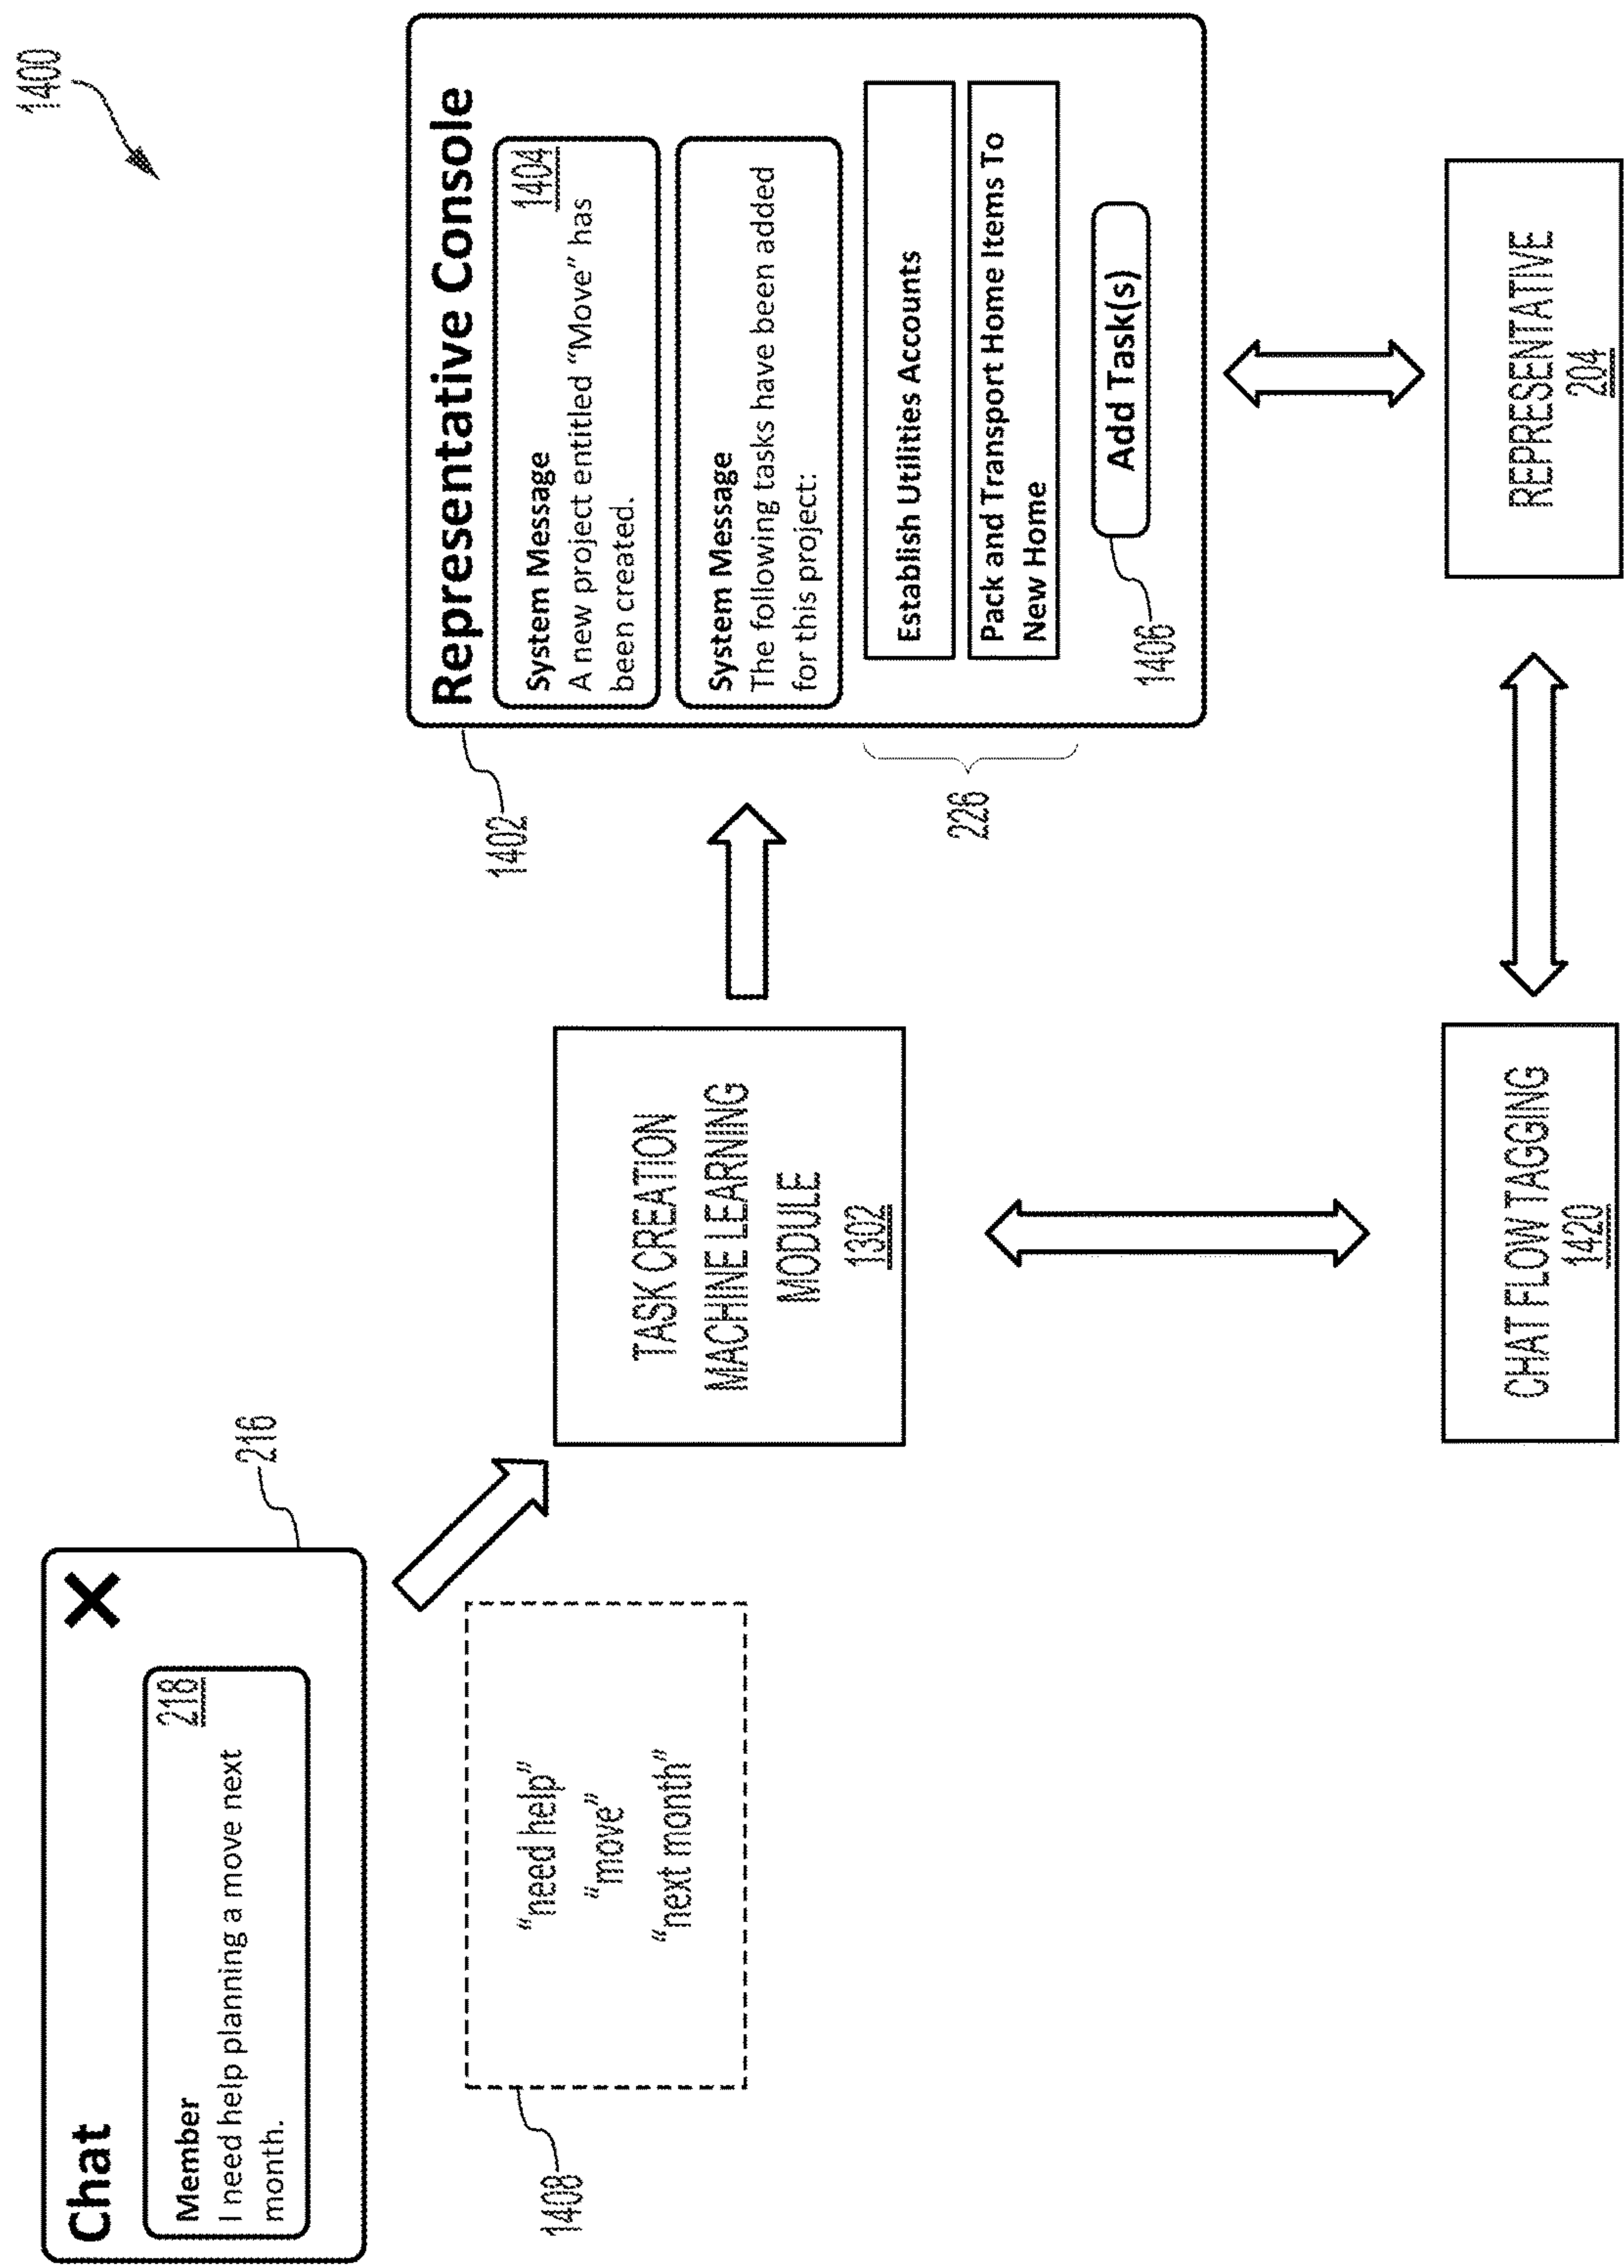 1400
Chat
216
218
Member
I need help planning a move next
month.
1408
“need help”
“move”
“next month”
TASK CREATION
MACHINE LEARNING
MODULE
1302
1402
Representative Console
1404
System Message
A new project entitled “Move” has
been created.
System Message
The following tasks have been added
for this project:
226
Establish Utilities Accounts
Pack and Transport Home Items To
New Home
1406
Add Task(s)
CHAT FLOW TAGGING
1420
REPRESENTATIVE
204